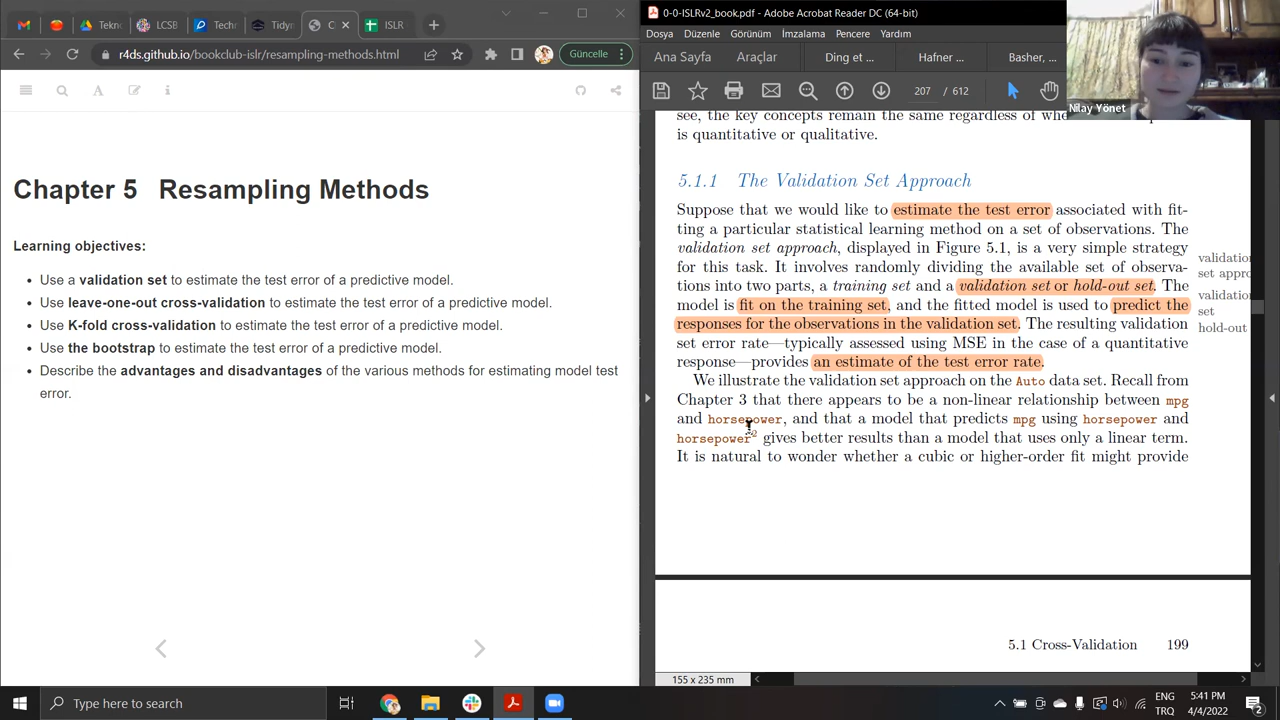 LCSB
Techn
Tidyn
C
ISLR
r4ds.github.io/bookclub-islr/resampling-methods.html
Güncelle
Chapter 5 Resampling Methods
Learning objectives:
• Use a validation set to estimate the test error of a predictive model.
• Use leave-one-out cross-validation to estimate the test error of a predictive model.
• Use K-fold cross-validation to estimate the test error of a predictive model.
• Use the bootstrap to estimate the test error of a predictive model.
• Describe the advantages and disadvantages of the various methods for estimating model test
error.
0-0-ISLRv2_book.pdf - Adobe Acrobat Reader DC (64-bit)
Dosya Düzenle Görünüm İmzalama Pencere Yardım
Ana Sayfa Araçlar Ding et ... Hafner ... Basher, ...
207 / 612
Nilay Yönet
see, the key concepts remain the same regardless of
is quantitative or qualitative.
5.1.1 The Validation Set Approach
Suppose that we would like to estimate the test error associated with fit-
ting a particular statistical learning method on a set of observations. The
validation set approach, displayed in Figure 5.1, is a very simple strategy
for this task. It involves randomly dividing the available set of observa-
tions into two parts, a training set and a validation set or hold-out set. The
model is fit on the training set, and the fitted model is used to predict the
responses for the observations in the validation set. The resulting validation
set error rate—typically assessed using MSE in the case of a quantitative
response—provides an estimate of the test error rate.
We illustrate the validation set approach on the Auto data set. Recall from
Chapter 3 that there appears to be a non-linear relationship between mpg
and horsepower, and that a model that predicts mpg using horsepower and
horsepower2 gives better results than a model that uses only a linear term.
It is natural to wonder whether a cubic or higher-order fit might provide
validation
set appro
validation
set
hold-out
5.1 Cross-Validation 199
155 x 235 mm
Type here to search
ENG
TRQ
5:41 PM
4/4/2022
2